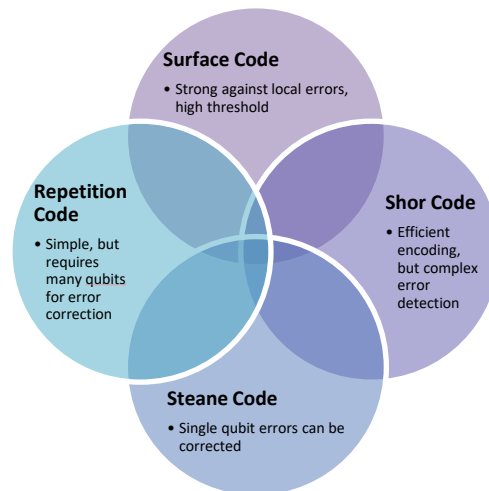 Surface Code
• Strong against local errors,
high threshold
Repetition
Code
• Simple, but
requires
many qubits
for error
correction
Shor Code
• Efficient
encoding,
but complex
error
detection
Steane Code
• Single qubit errors can be
corrected